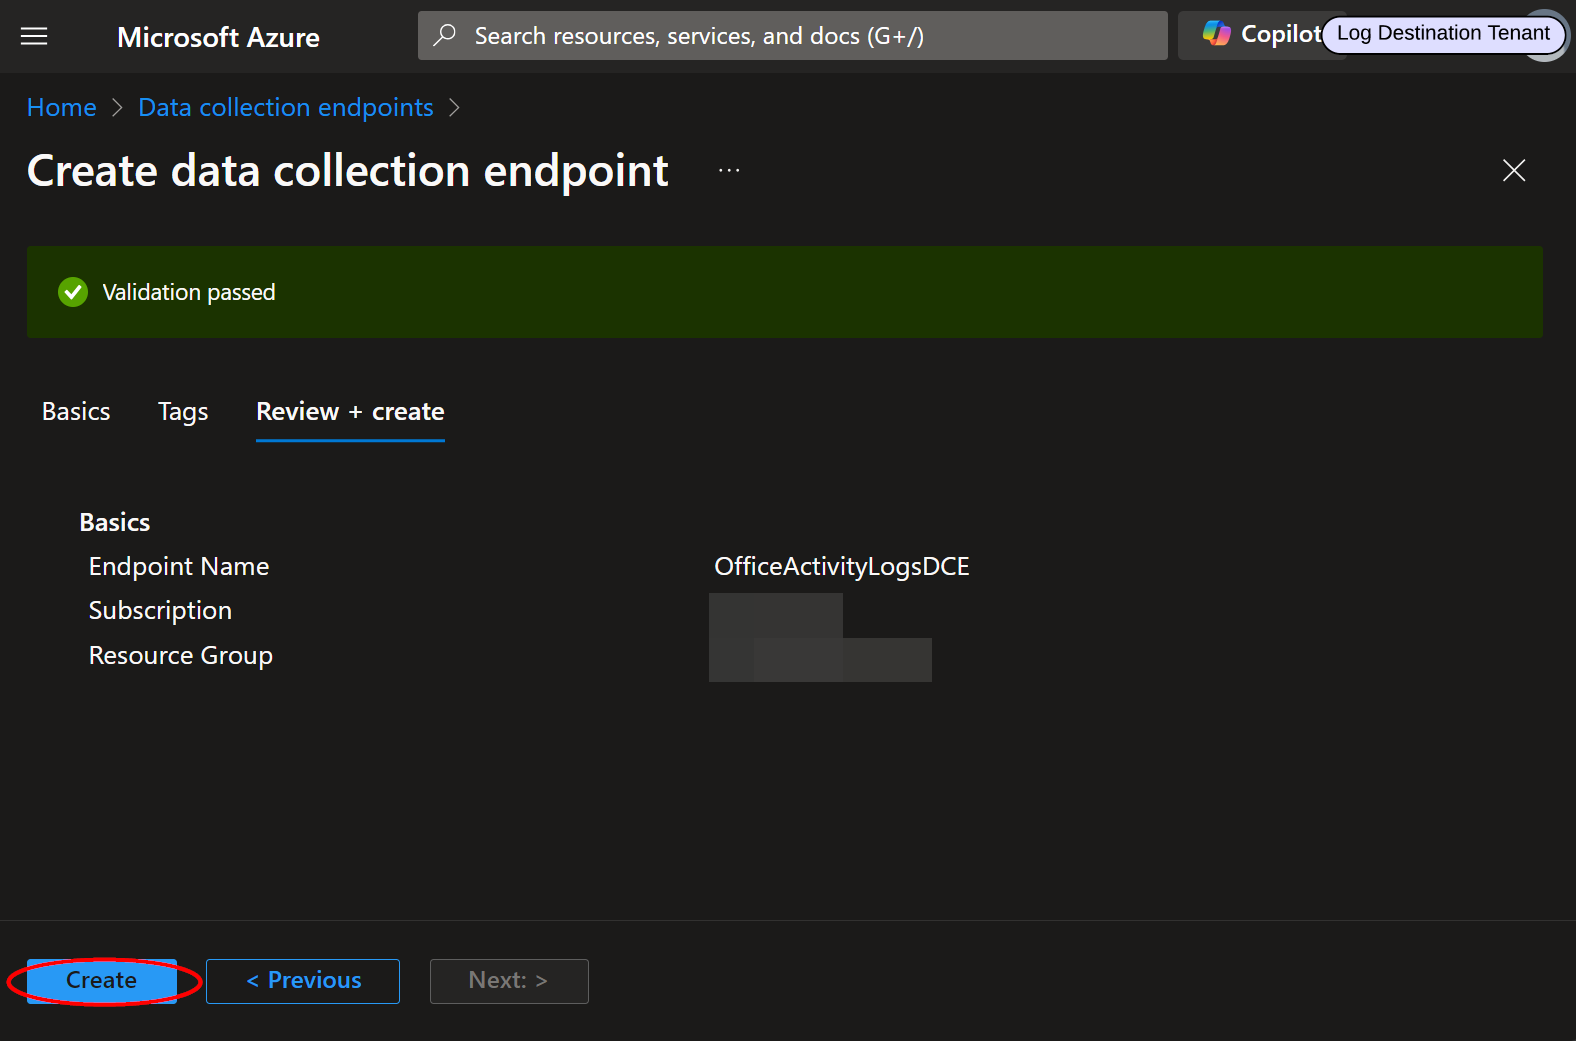 Microsoft Azure
Search resources, services, and docs (G+/)
Copilot
Log Destination Tenant
Home > Data collection endpoints >
Create data collection endpoint ...
Validation passed
Basics
Tags
Review + create
Basics
Endpoint Name OfficeActivityLogsDCE
Subscription
Resource Group
Create
< Previous
Next: >